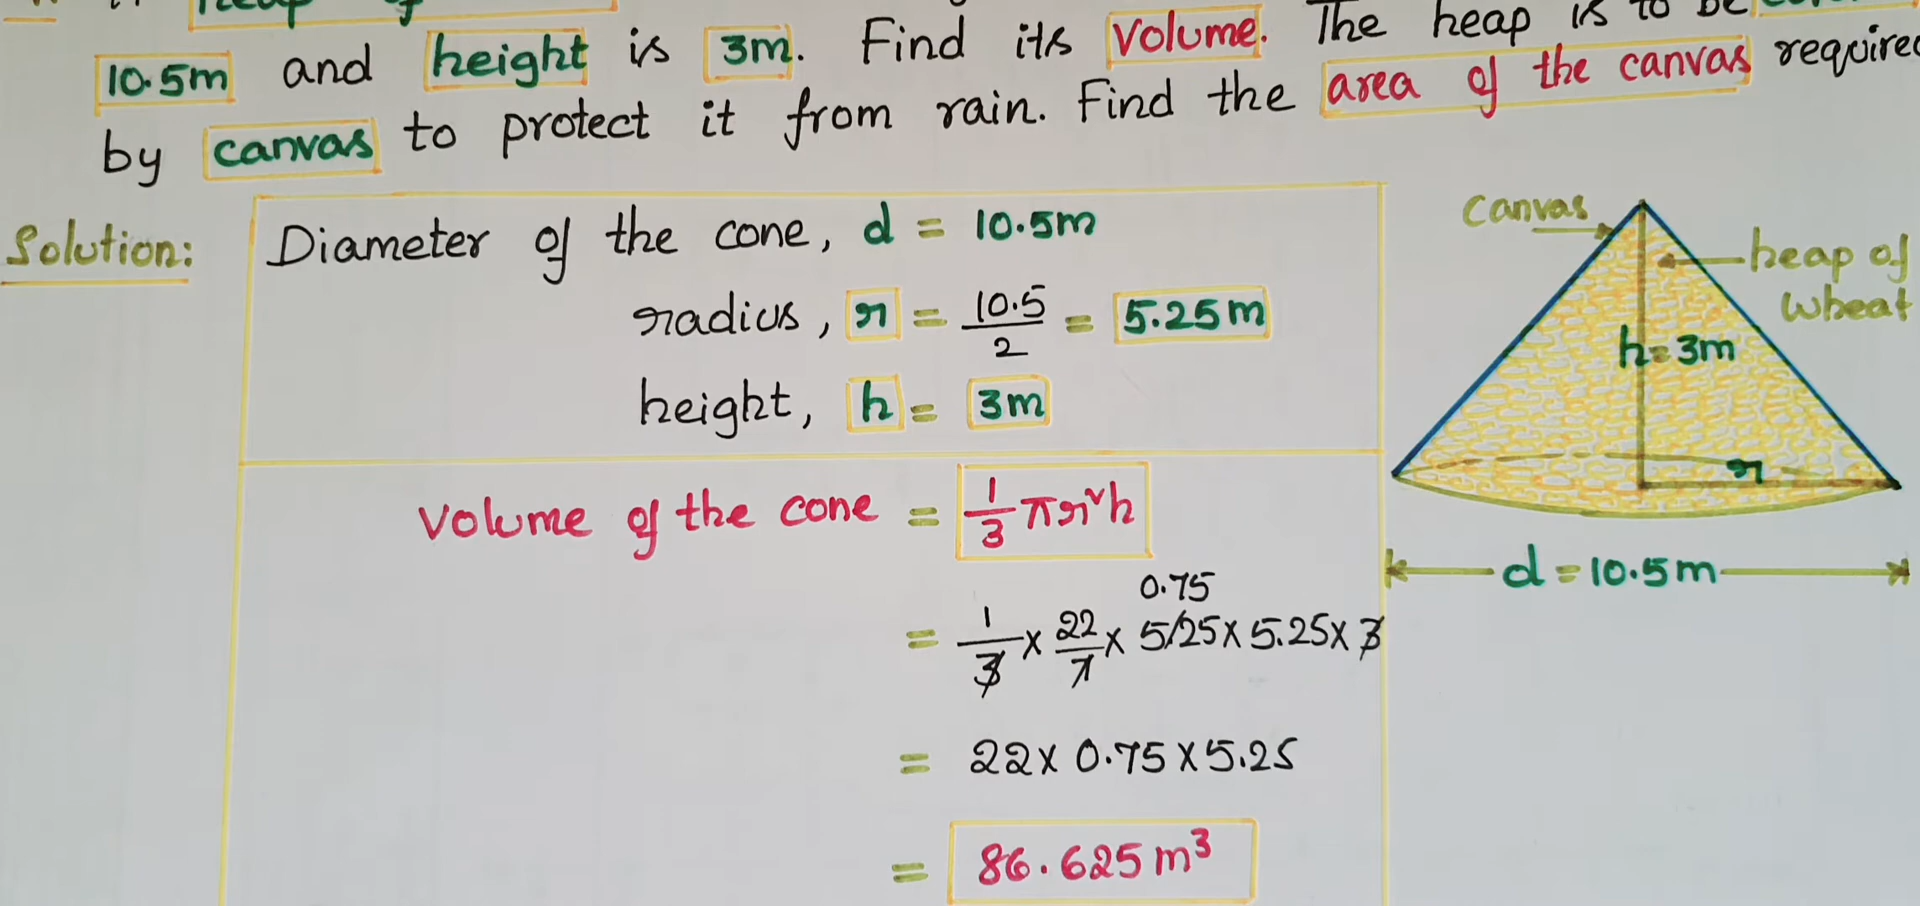 heap of
10.5m and height is 3m. Find its Volume. The heap is to be
by canvas to protect it from rain. Find the area of the canvas required
Solution:
Diameter of the cone, d = 10.5m
radius, r = 10.5/2 = 5.25m
height, h = 3m
Volume of the cone = 1/3 πr²h
0.75
= 1/3 × 22/7 × 5.25 × 5.25 × 3
= 22 × 0.75 × 5.25
= 86.625 m³
Canvas
heap of
wheat
h = 3m
r
d = 10.5m